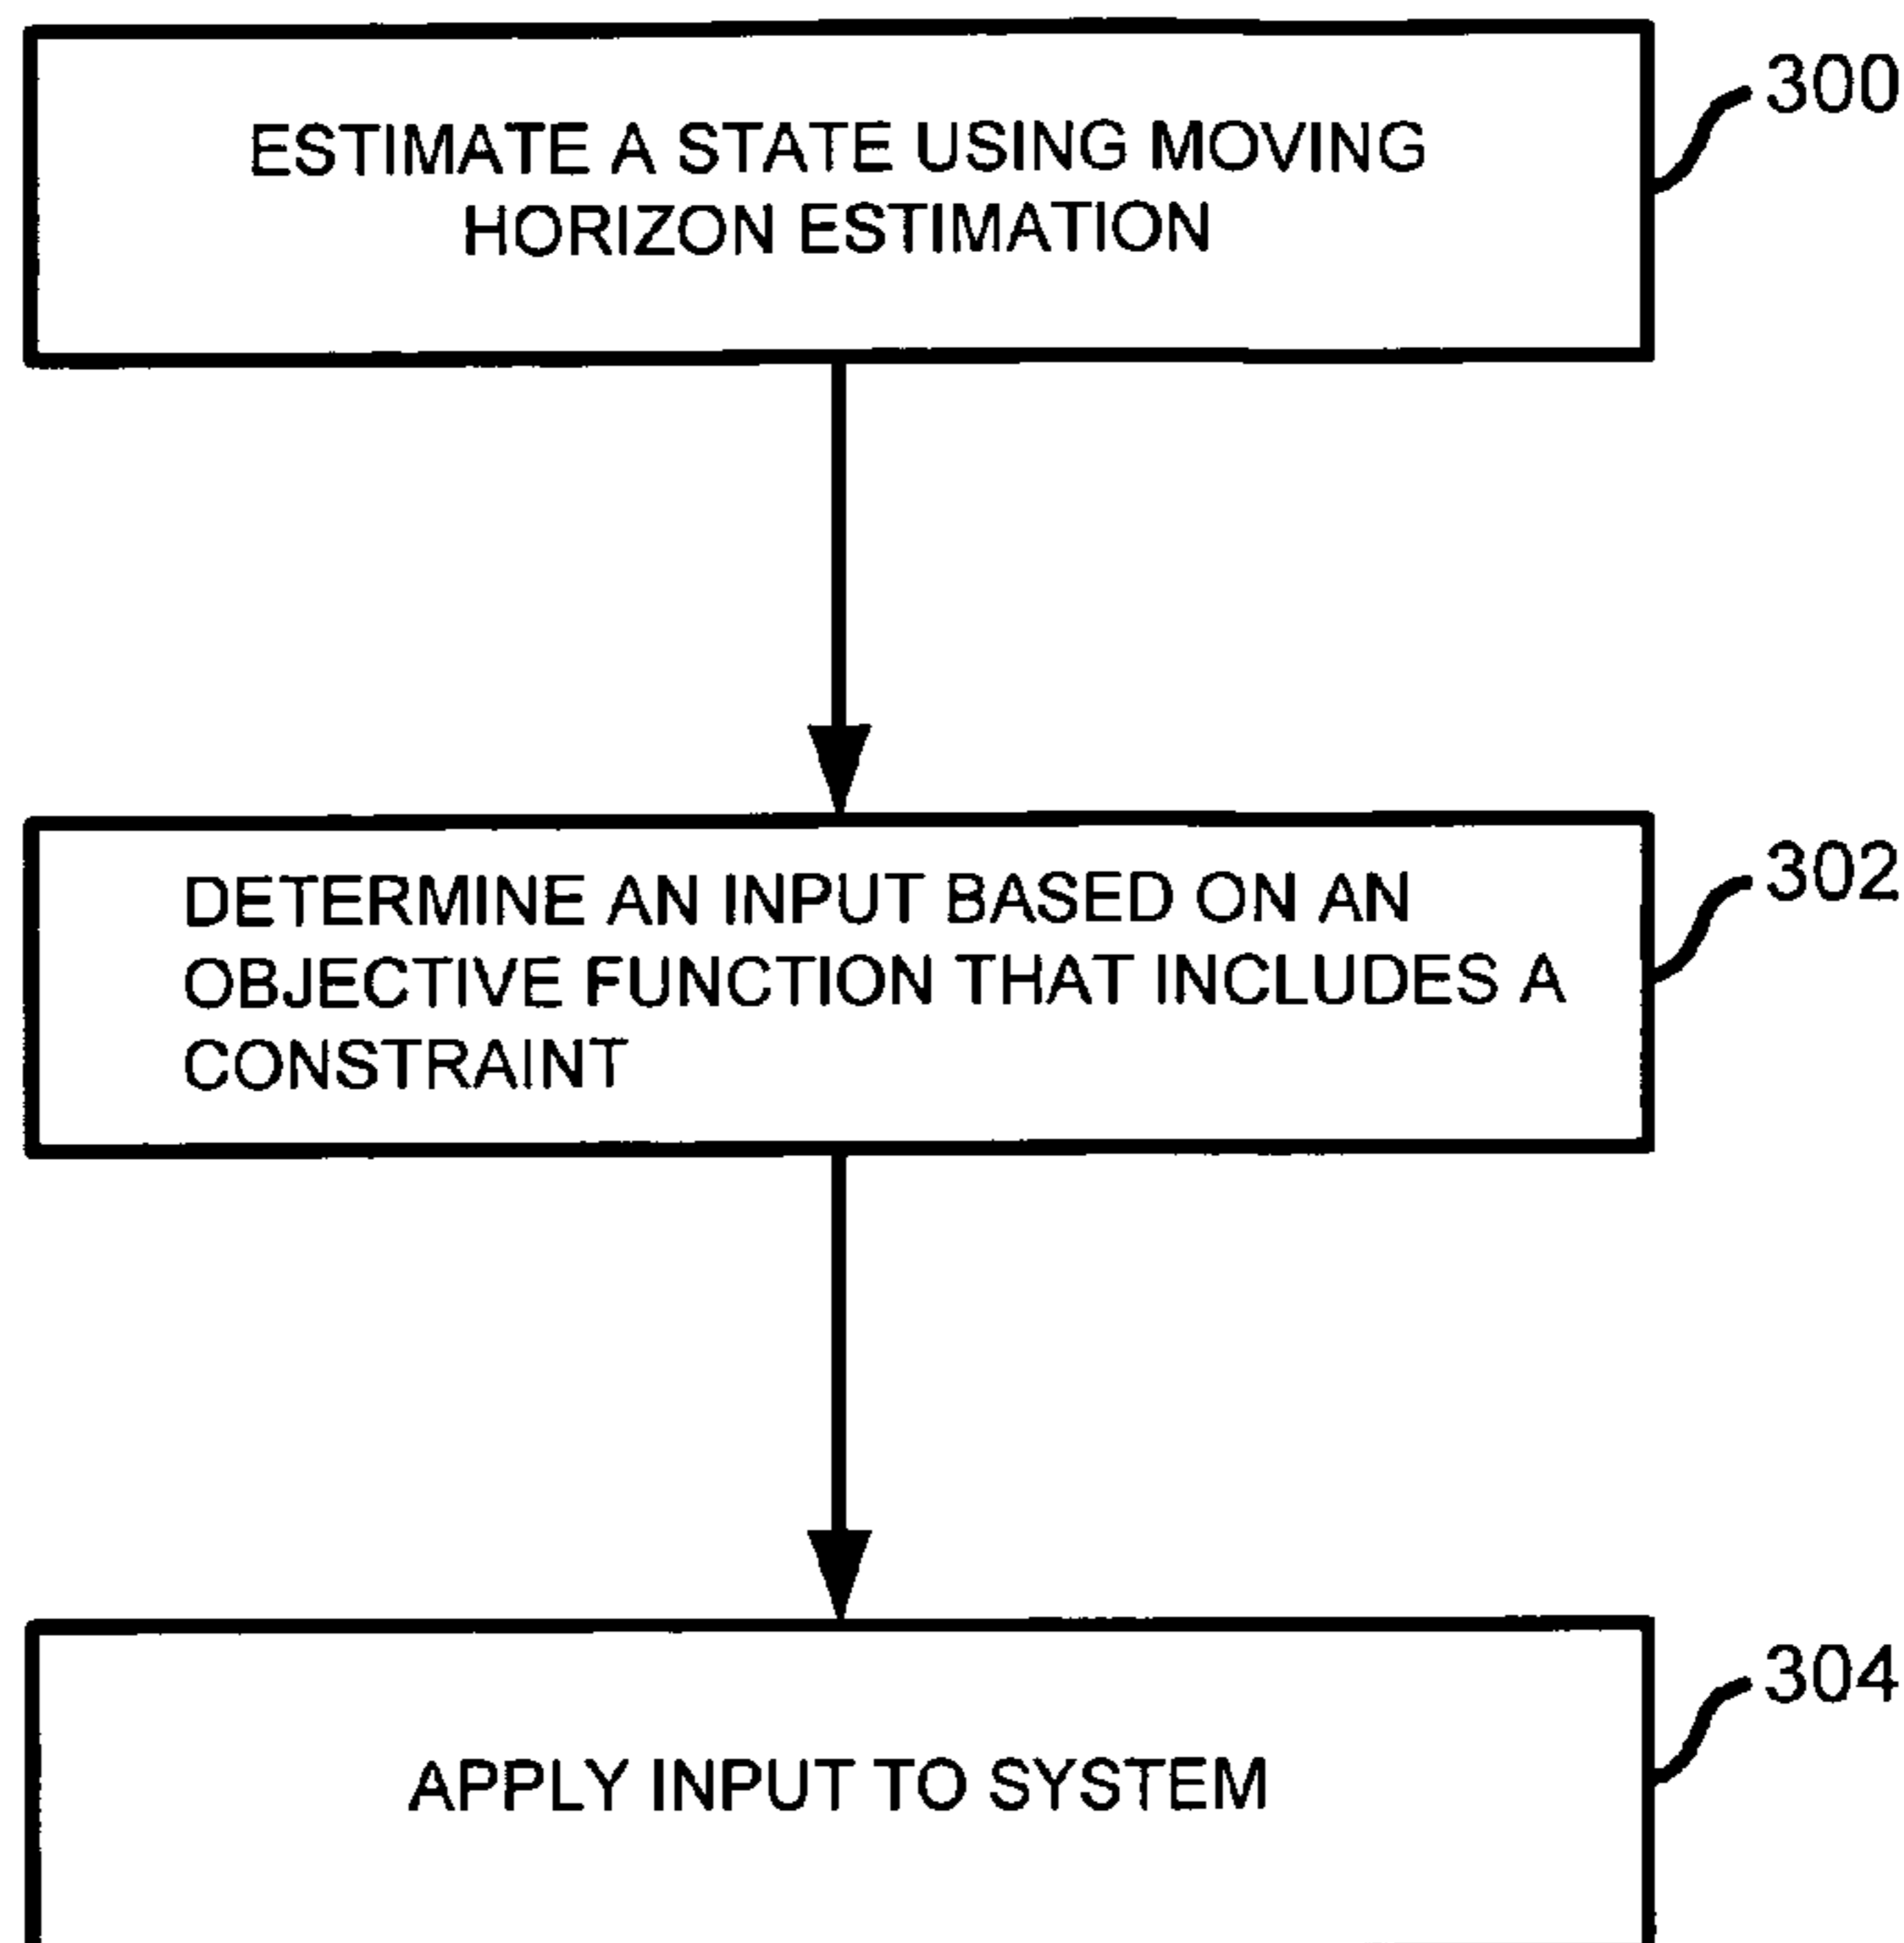 300
ESTIMATE A STATE USING MOVING
HORIZON ESTIMATION
302
DETERMINE AN INPUT BASED ON AN
OBJECTIVE FUNCTION THAT INCLUDES A
CONSTRAINT
304
APPLY INPUT TO SYSTEM